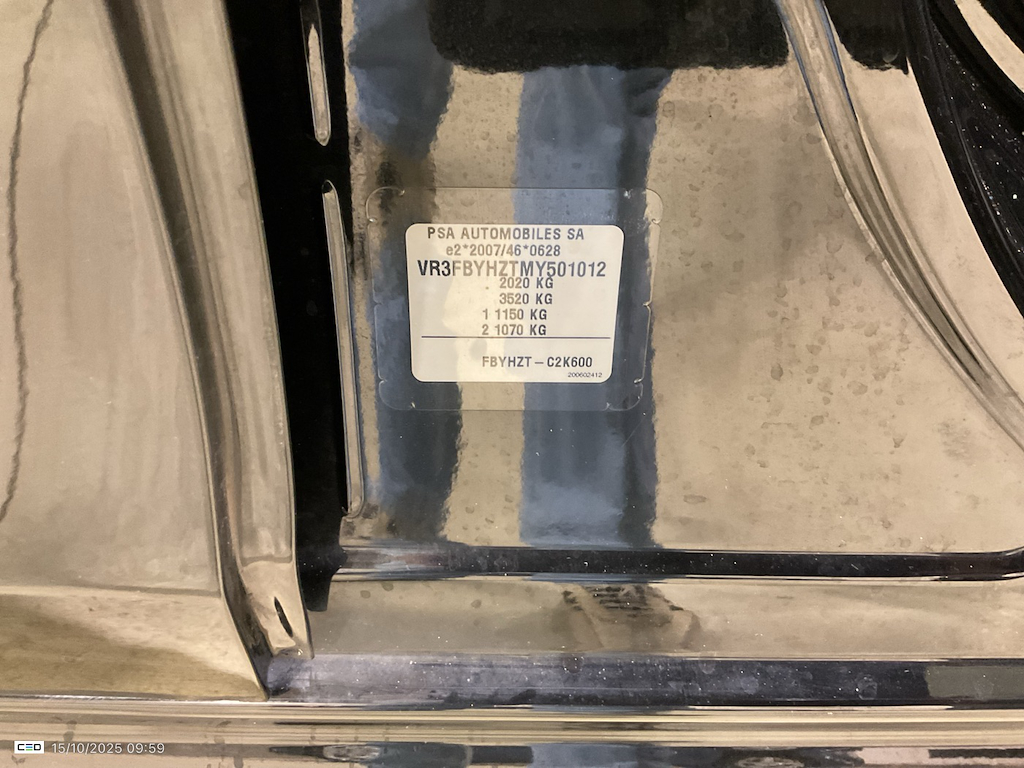 PSA AUTOMOBILES SA
e2*2007/46*0628
VR3FBYHZTMY501012
2020 KG
3520 KG
1 1150 KG
2 1070 KG
FBYHZT-C2K600
200602412
CEO 15/10/2025 09:59